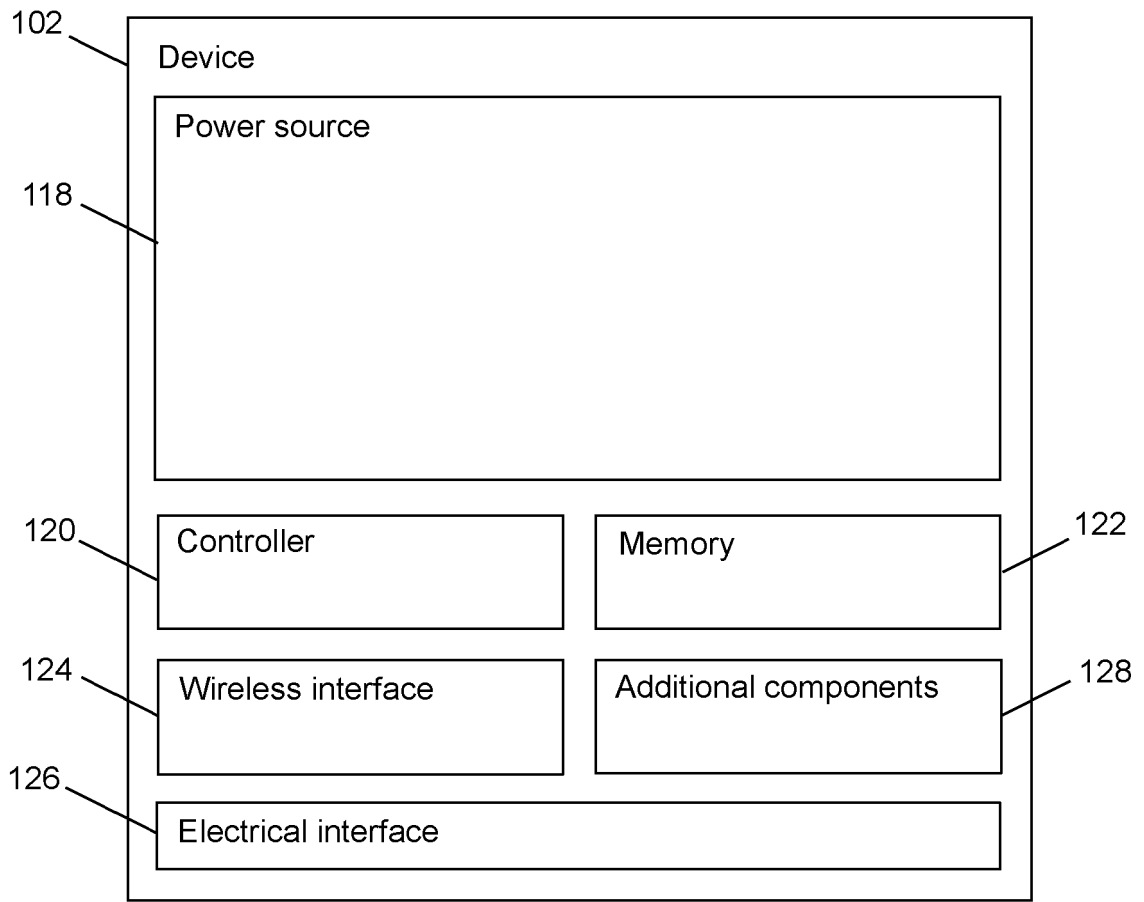 102
Device
Power source
118
120
Controller
Memory
122
124
Wireless interface
Additional components
128
126
Electrical interface